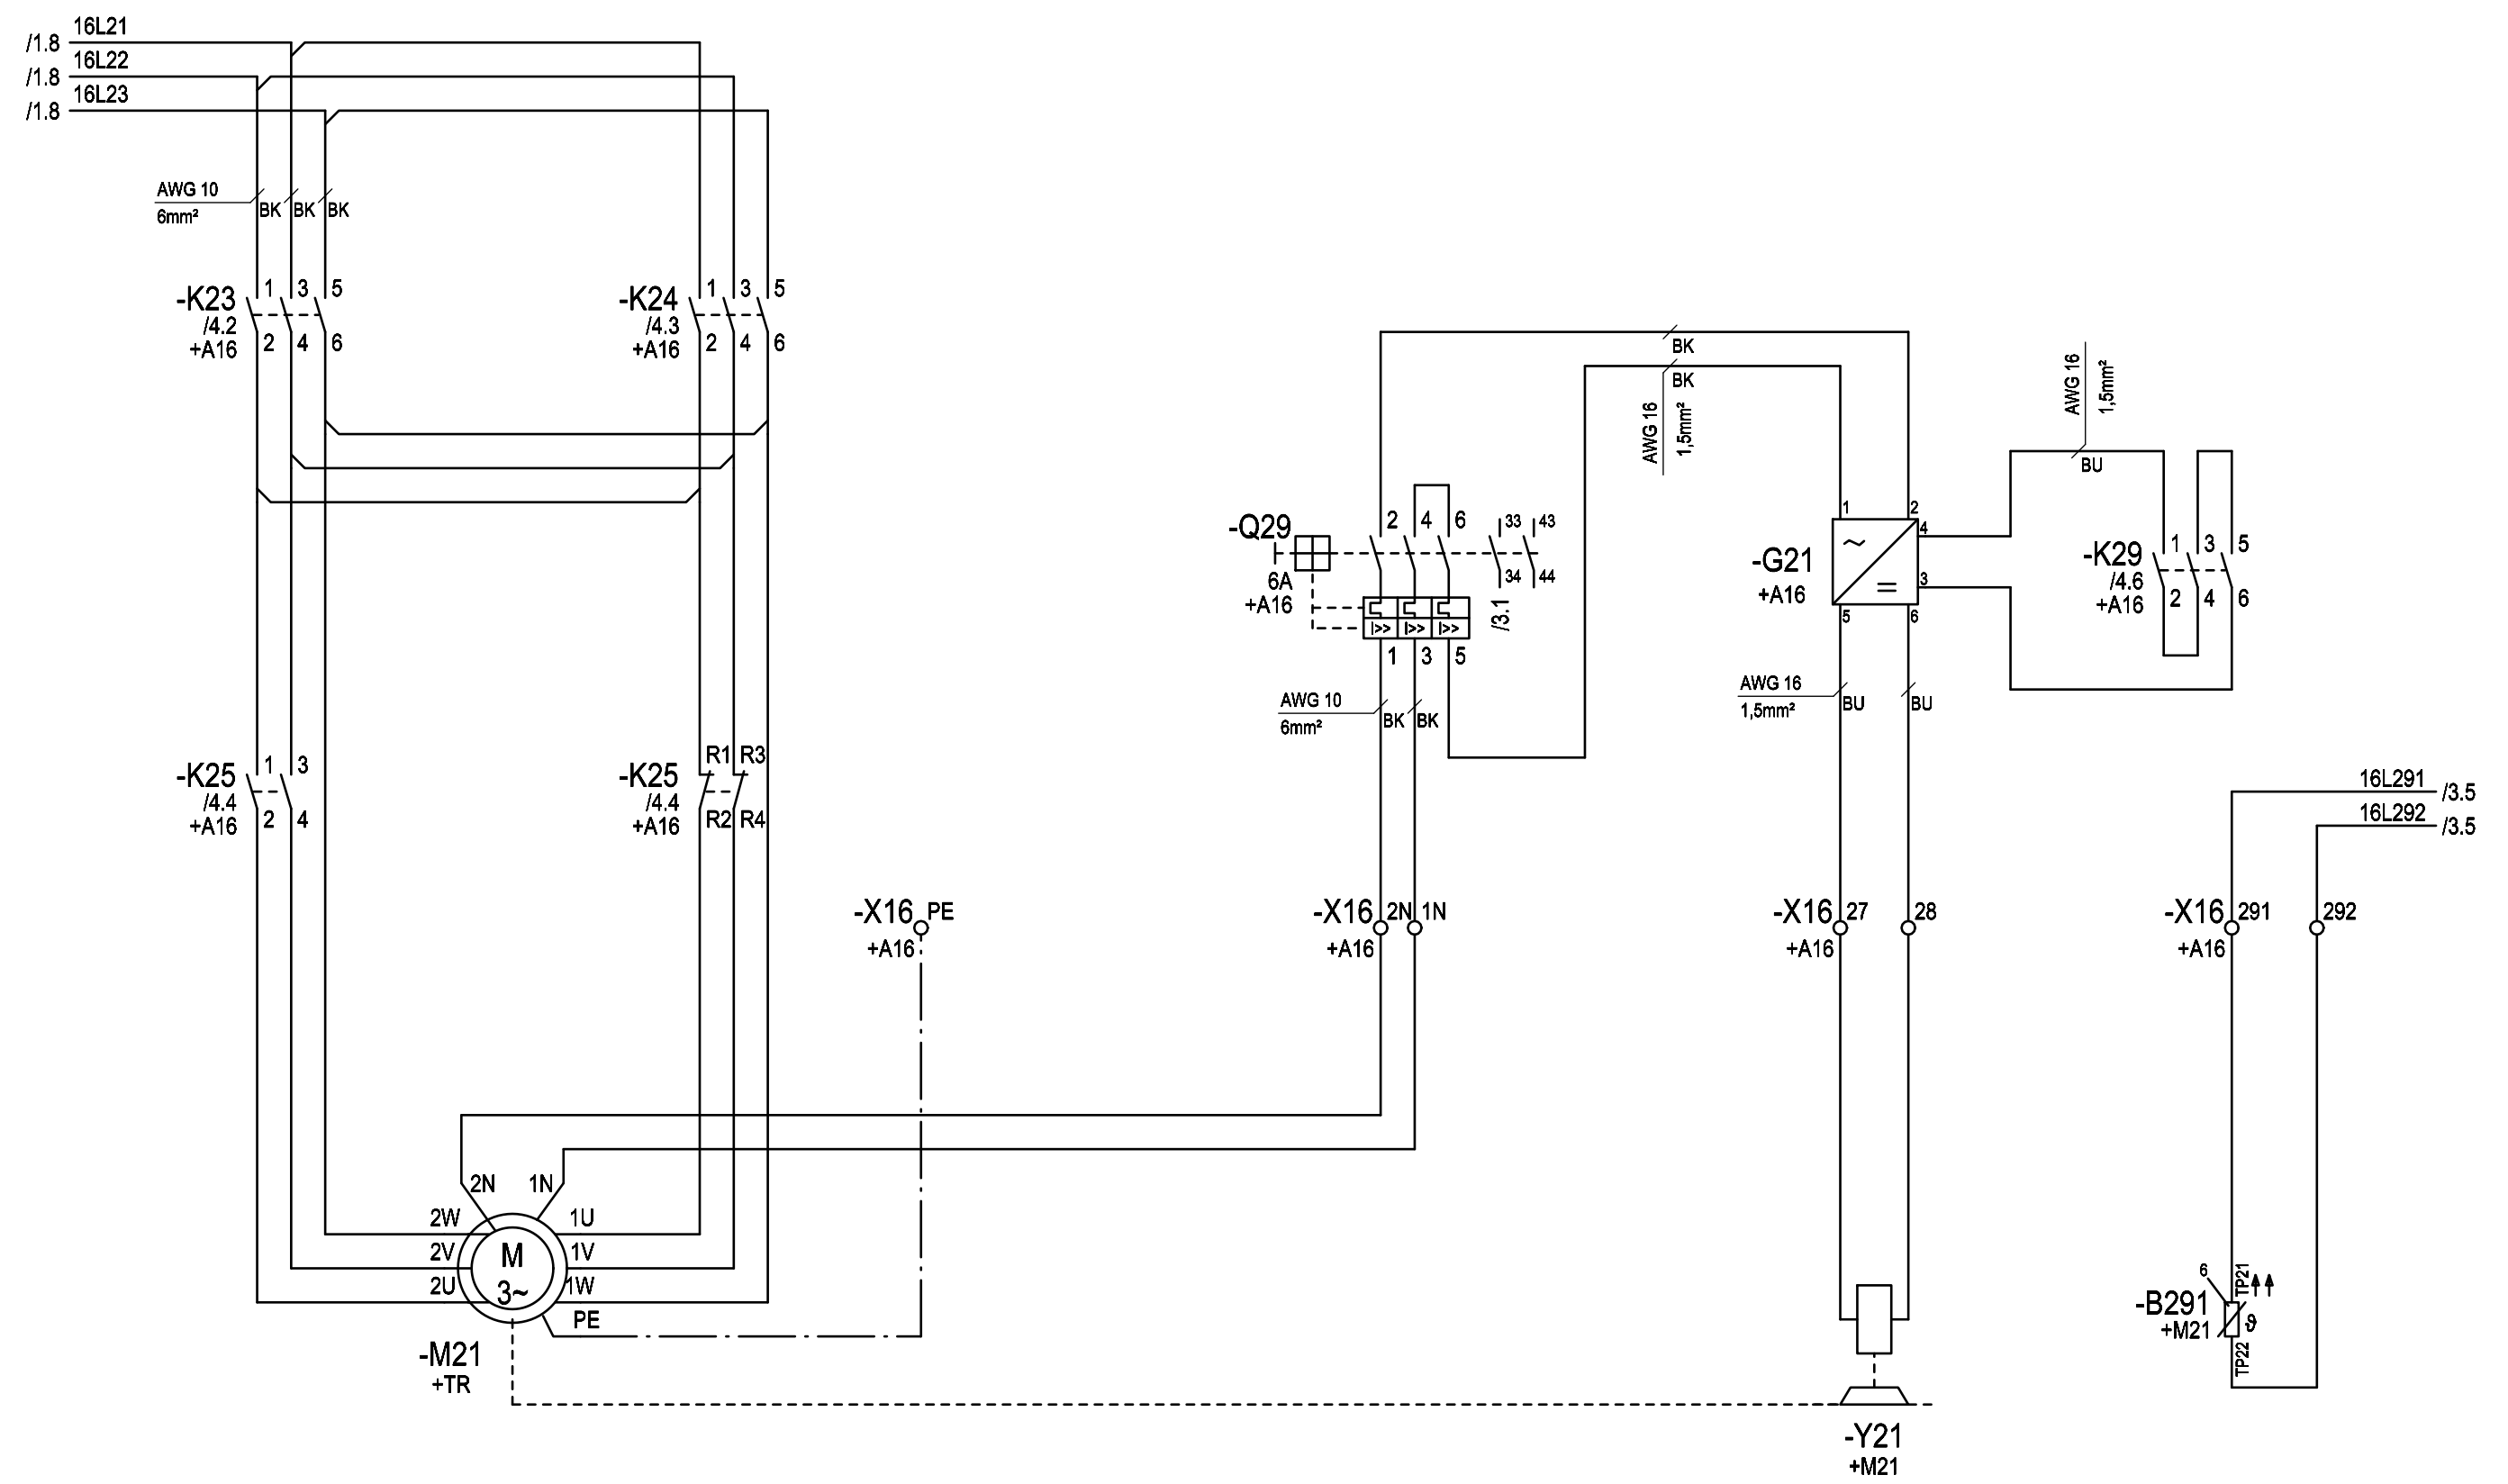 16L21
/1.8
16L22
/1.8
16L23
/1.8
AWG 10
6mm²
BK BK BK
-K23
/4.2
+A16
1 3 5
2 4 6
-K24
/4.3
+A16
1 3 5
2 4 6
BK
BK
AWG 16
1,5mm²
AWG 16
1,5mm²
BU
-Q29
6A
+A16
2 4 6
33 43
34 44
I>> I>> I>>
/3.1
1 3 5
AWG 10
6mm²
BK BK
-G21
+A16
1 2
4
3
5 6
~
=
-K29
/4.6
+A16
1 3 5
2 4 6
AWG 16
1,5mm²
BU BU
-K25
/4.4
+A16
1 3
2 4
-K25
/4.4
+A16
R1 R3
R2 R4
16L291
/3.5
16L292
/3.5
-X16 PE
+A16
-X16 2N 1N
+A16
-X16 27 28
+A16
-X16 291 292
+A16
2N 1N
2W 1U
2V 1V
2U 1W
M
3~
PE
-M21
+TR
6
TP21
-B291
+M21
ϑ
TP22
-Y21
+M21